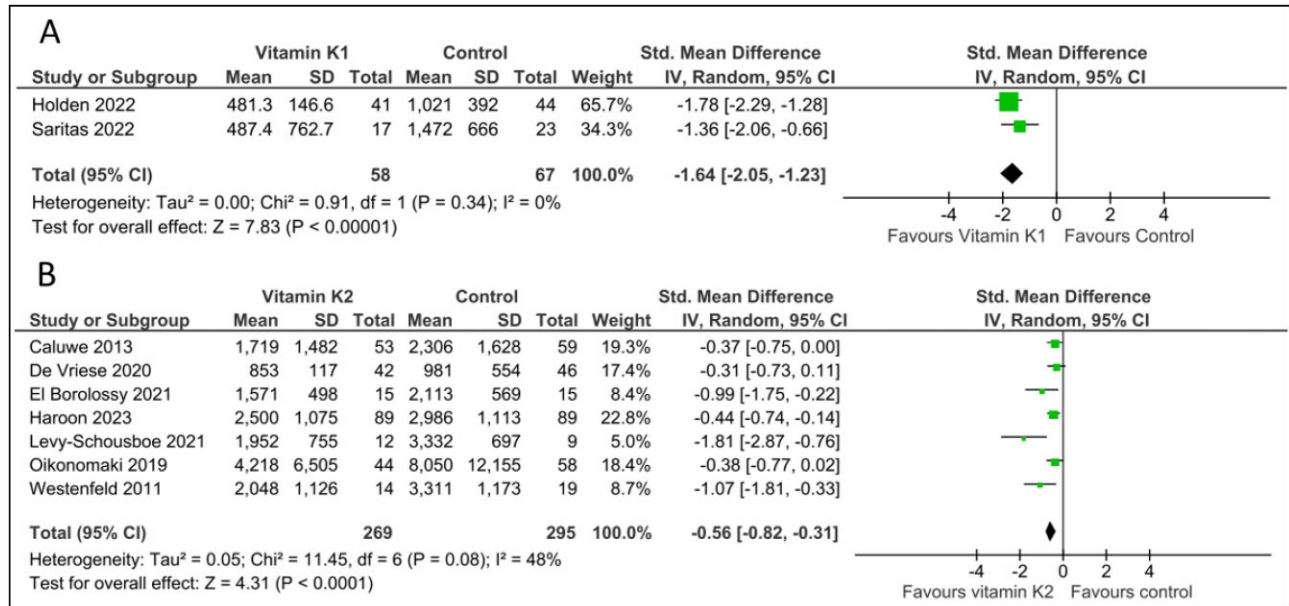 A
Vitamin K1 Control Std. Mean Difference Std. Mean Difference
Study or Subgroup Mean SD Total Mean SD Total Weight IV, Random, 95% CI IV, Random, 95% CI
Holden 2022 481.3 146.6 41 1,021 392 44 65.7% -1.78 [-2.29, -1.28]
Saritas 2022 487.4 762.7 17 1,472 666 23 34.3% -1.36 [-2.06, -0.66]
Total (95% CI) 58 67 100.0% -1.64 [-2.05, -1.23]
Heterogeneity: Tau² = 0.00; Chi² = 0.91, df = 1 (P = 0.34); I² = 0%
Test for overall effect: Z = 7.83 (P < 0.00001)
-4 -2 0 2 4
Favours Vitamin K1 Favours Control
B
Vitamin K2 Control Std. Mean Difference Std. Mean Difference
Study or Subgroup Mean SD Total Mean SD Total Weight IV, Random, 95% CI IV, Random, 95% CI
Caluwe 2013 1,719 1,482 53 2,306 1,628 59 19.3% -0.37 [-0.75, 0.00]
De Vriese 2020 853 117 42 981 554 46 17.4% -0.31 [-0.73, 0.11]
El Borolossy 2021 1,571 498 15 2,113 569 15 8.4% -0.99 [-1.75, -0.22]
Haroon 2023 2,500 1,075 89 2,986 1,113 89 22.8% -0.44 [-0.74, -0.14]
Levy-Schousboe 2021 1,952 755 12 3,332 697 9 5.0% -1.81 [-2.87, -0.76]
Oikonomaki 2019 4,218 6,505 44 8,050 12,155 58 18.4% -0.38 [-0.77, 0.02]
Westenfeld 2011 2,048 1,126 14 3,311 1,173 19 8.7% -1.07 [-1.81, -0.33]
Total (95% CI) 269 295 100.0% -0.56 [-0.82, -0.31]
Heterogeneity: Tau² = 0.05; Chi² = 11.45, df = 6 (P = 0.08); I² = 48%
Test for overall effect: Z = 4.31 (P < 0.0001)
-4 -2 0 2 4
Favours vitamin K2 Favours control